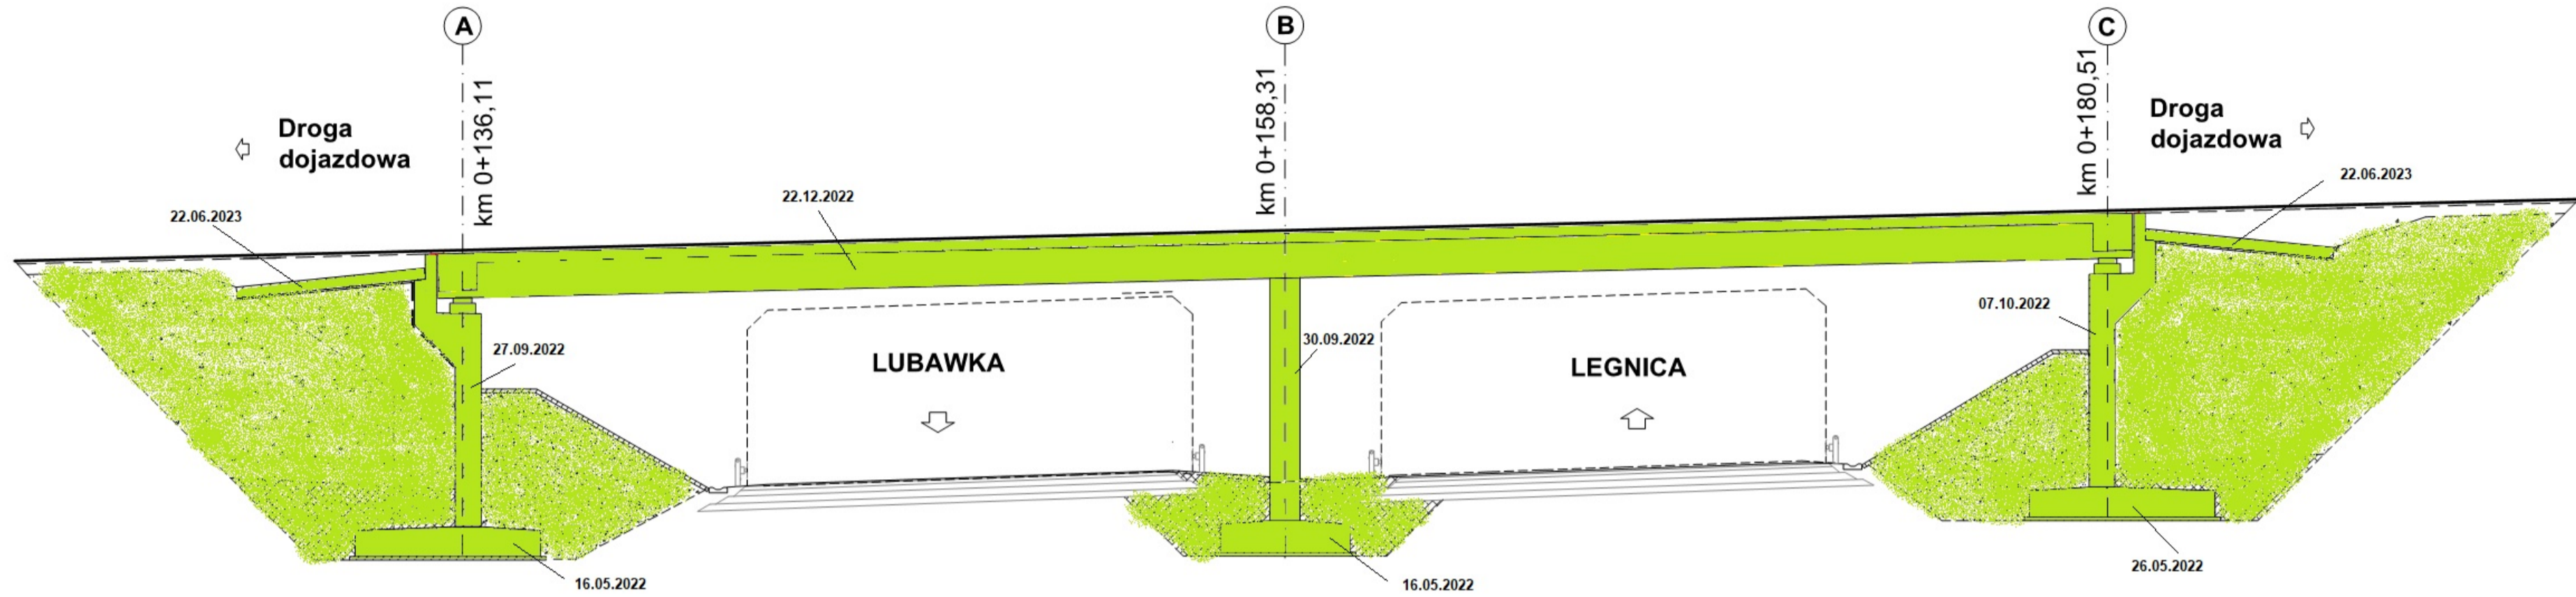 A
B
C
km 0+136,11
km 0+158,31
km 0+180,51
Droga
dojazdowa
Droga
dojazdowa
22.06.2023
22.12.2022
22.06.2023
27.09.2022
LUBAWKA
30.09.2022
LEGNICA
07.10.2022
16.05.2022
16.05.2022
26.05.2022